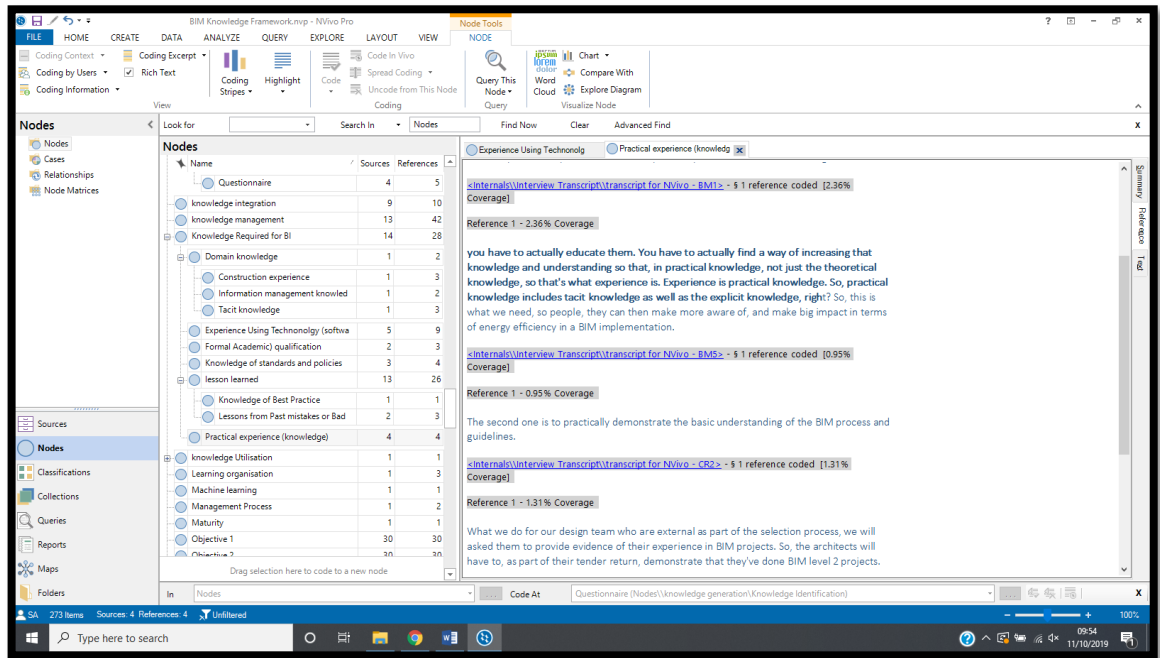 BIM Knowledge Framework.nvp - NVivo Pro
Node Tools
FILE HOME CREATE DATA ANALYZE QUERY EXPLORE LAYOUT VIEW NODE
Coding Context
Coding Excerpt
Coding by Users
Rich Text
Coding Information
Coding Stripes
Highlight
View
Code
Code In Vivo
Spread Coding
Uncode from This Node
Coding
Query This Node
Query
Word Cloud
Chart
Compare With
Explore Diagram
Visualize Node
Nodes
Look for Search In Nodes Find Now Clear Advanced Find x
Nodes
Cases
Relationships
Node Matrices
Sources
Nodes
Classifications
Collections
Queries
Reports
Maps
Folders
Nodes
Name Sources References
Questionnaire 4 5
knowledge integration 9 10
knowledge management 13 42
Knowledge Required for BI 14 28
Domain knowledge 1 2
Construction experience 1 3
Information management knowled 1 2
Tacit knowledge 1 3
Experience Using Technonolgy (softwa 5 9
Formal Academic) qualification 2 3
Knowledge of standards and policies 3 4
lesson learned 13 26
Knowledge of Best Practice 1 1
Lessons from Past mistakes or Bad 2 3
Practical experience (knowledge) 4 4
knowledge Utilisation 1 1
Learning organisation 1 3
Machine learning 1 1
Management Process 1 2
Maturity 1 1
Objective 1 30 30
Objective 2 30 30
Drag selection here to code to a new node
Experience Using Technonolg
Practical experience (knowledg
<Internals\\Interview Transcript\\transcript for NVivo - BM1> - § 1 reference coded [2.36%
Coverage]
Reference 1 - 2.36% Coverage
you have to actually educate them. You have to actually find a way of increasing that
knowledge and understanding so that, in practical knowledge, not just the theoretical
knowledge, so that's what experience is. Experience is practical knowledge. So, practical
knowledge includes tacit knowledge as well as the explicit knowledge, right? So, this is
what we need, so people, they can then make more aware of, and make big impact in terms
of energy efficiency in a BIM implementation.
<Internals\\Interview Transcript\\transcript for NVivo - BM5> - § 1 reference coded [0.95%
Coverage]
Reference 1 - 0.95% Coverage
The second one is to practically demonstrate the basic understanding of the BIM process and
guidelines.
<Internals\\Interview Transcript\\transcript for NVivo - CR2> - § 1 reference coded [1.31%
Coverage]
Reference 1 - 1.31% Coverage
What we do for our design team who are external as part of the selection process, we will
asked them to provide evidence of their experience in BIM projects. So, the architects will
have to, as part of their tender return, demonstrate that they've done BIM level 2 projects.
Summary
Reference
Text
In Nodes ... Code At Questionnaire (Nodes\\knowledge generation\Knowledge Identification) ... x
SA 273 Items Sources: 4 References: 4 Unfiltered 100%
Type here to search
09:54
11/10/2019